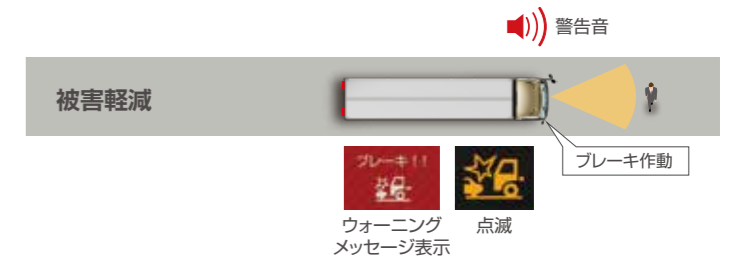 警告音
被害軽減
ブレーキ作動
ブレーキ!!
ウォーニング
メッセージ表示
点滅